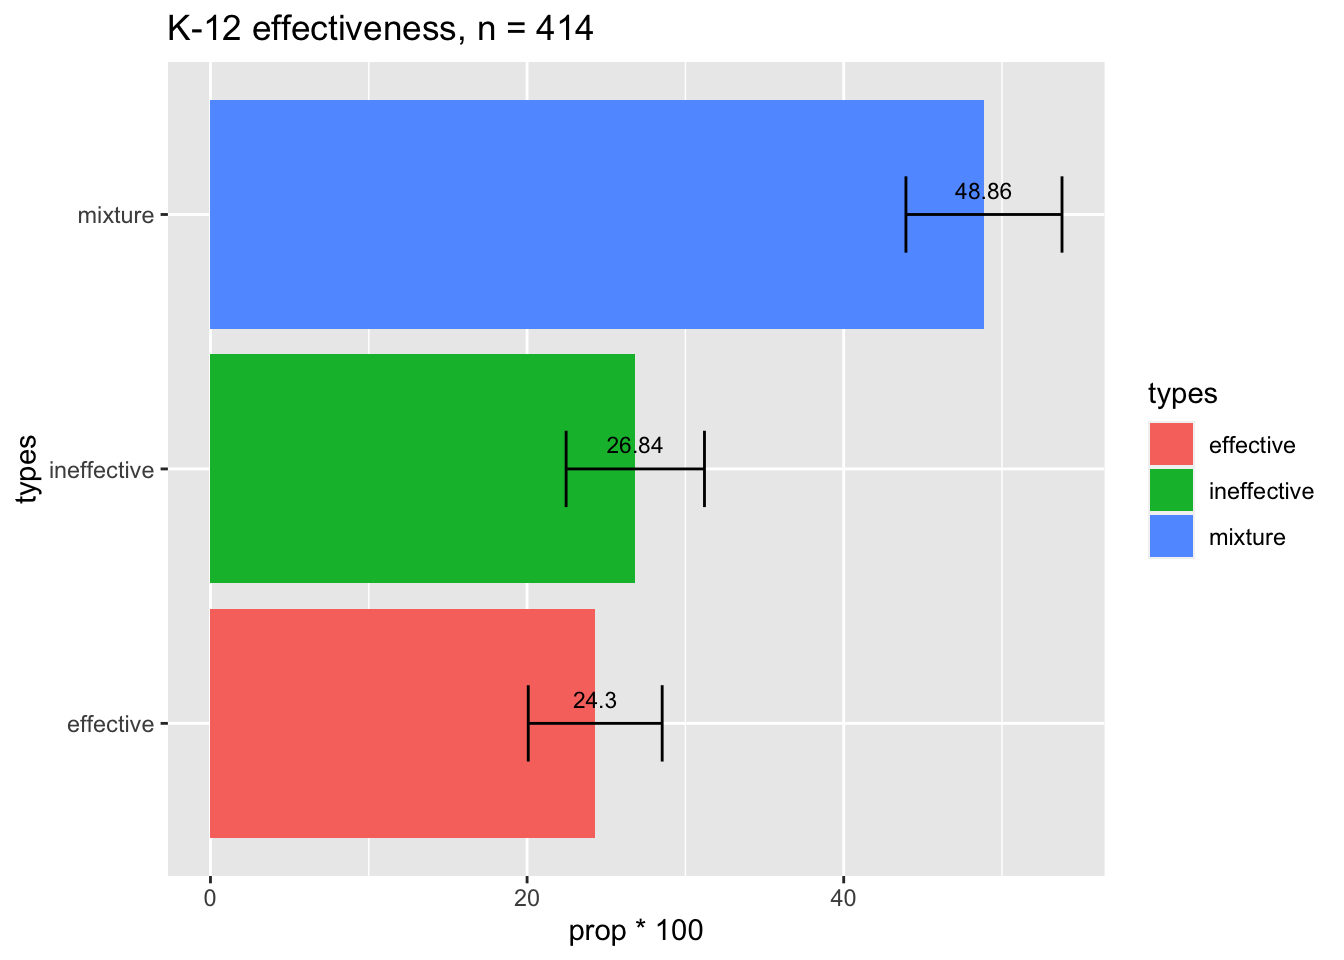 K-12 effectiveness, n = 414
types
mixture
ineffective
effective
48.86
26.84
24.3
0
20
40
prop * 100
types
effective
ineffective
mixture